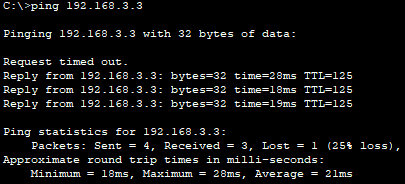 C:\>ping 192.168.3.3
Pinging 192.168.3.3 with 32 bytes of data:
Request timed out.
Reply from 192.168.3.3: bytes=32 time=28ms TTL=125
Reply from 192.168.3.3: bytes=32 time=18ms TTL=125
Reply from 192.168.3.3: bytes=32 time=19ms TTL=125
Ping statistics for 192.168.3.3:
    Packets: Sent = 4, Received = 3, Lost = 1 (25% loss),
Approximate round trip times in milli-seconds:
    Minimum = 18ms, Maximum = 28ms, Average = 21ms